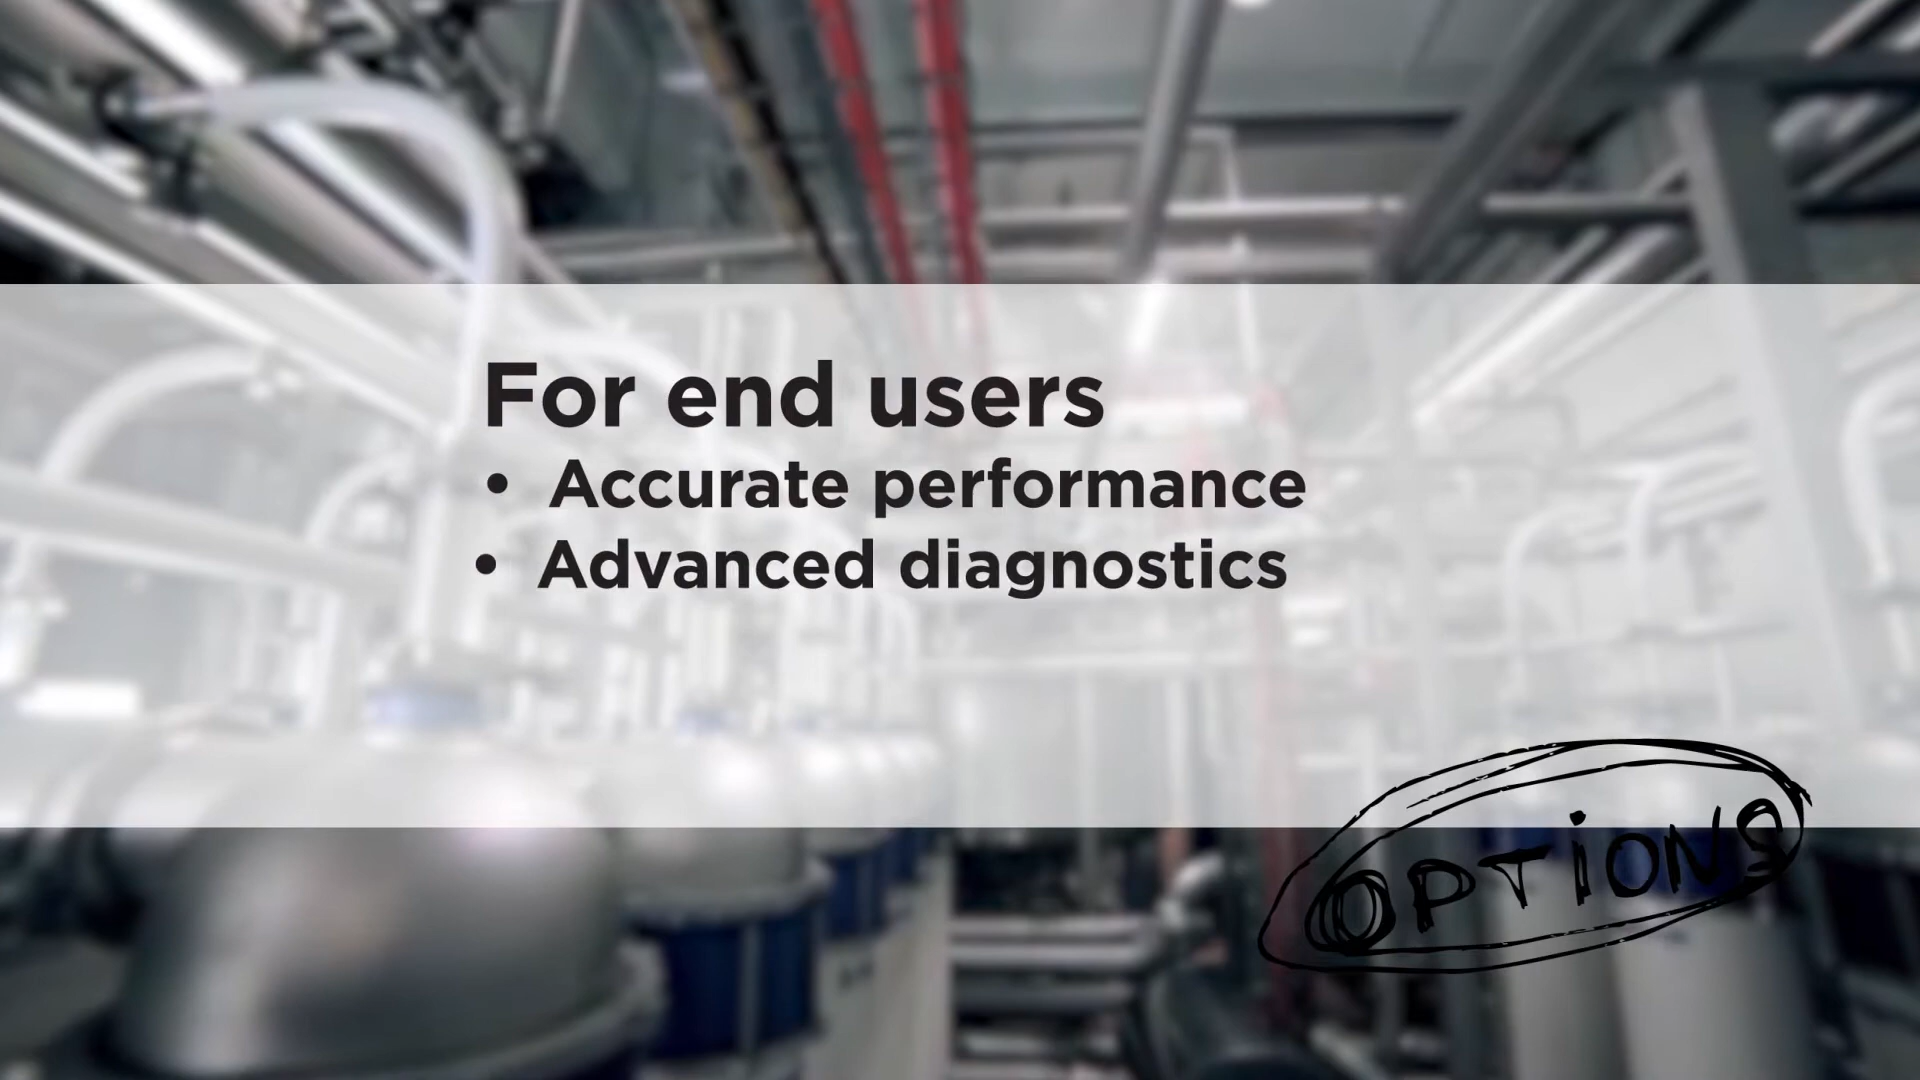 For end users
• Accurate performance
• Advanced diagnostics
OPTiONS